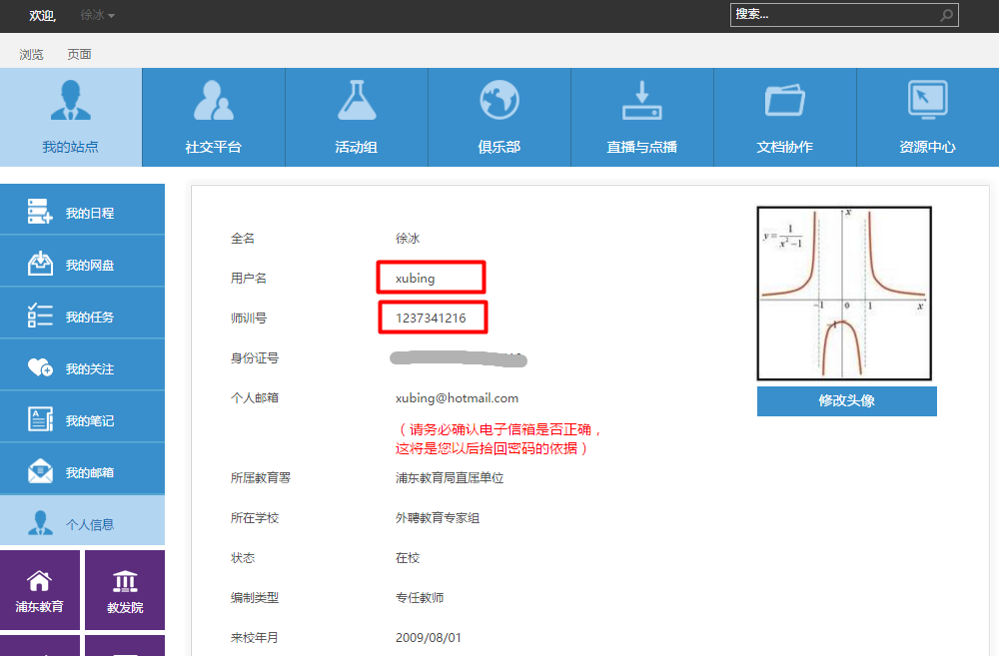 欢迎, 徐冰
搜索...
浏览 页面
我的站点 社交平台 活动组 俱乐部 直播与点播 文档协作 资源中心
我的日程
我的网盘
我的任务
我的关注
我的笔记
我的邮箱
个人信息
浦东教育 教发院
全名 徐冰
用户名 xubing
师训号 1237341216
身份证号
个人邮箱 xubing@hotmail.com
（请务必确认电子信箱是否正确，
这将是您以后拾回密码的依据）
所属教育署 浦东教育局直属单位
所在学校 外聘教育专家组
状态 在校
编制类型 专任教师
来校年月 2009/08/01
x
y = 1 / x²-1
-1 0 1 x
-1
修改头像